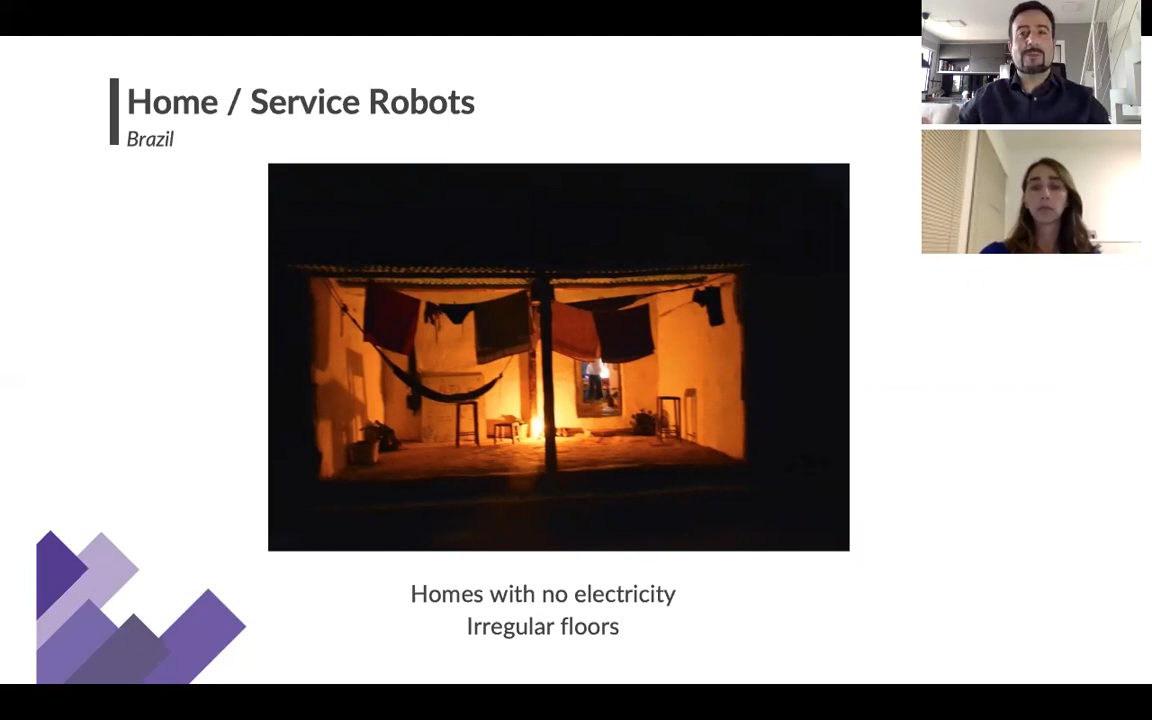 Home / Service Robots
Brazil
Homes with no electricity
Irregular floors